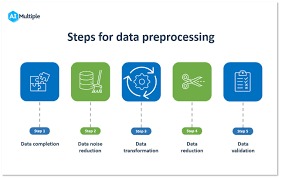 AI Multiple
Steps for data preprocessing
Step 1
Step 2
Step 3
Step 4
Step 5
Data completion
Data noise
reduction
Data
transformation
Data
reduction
Data
validation